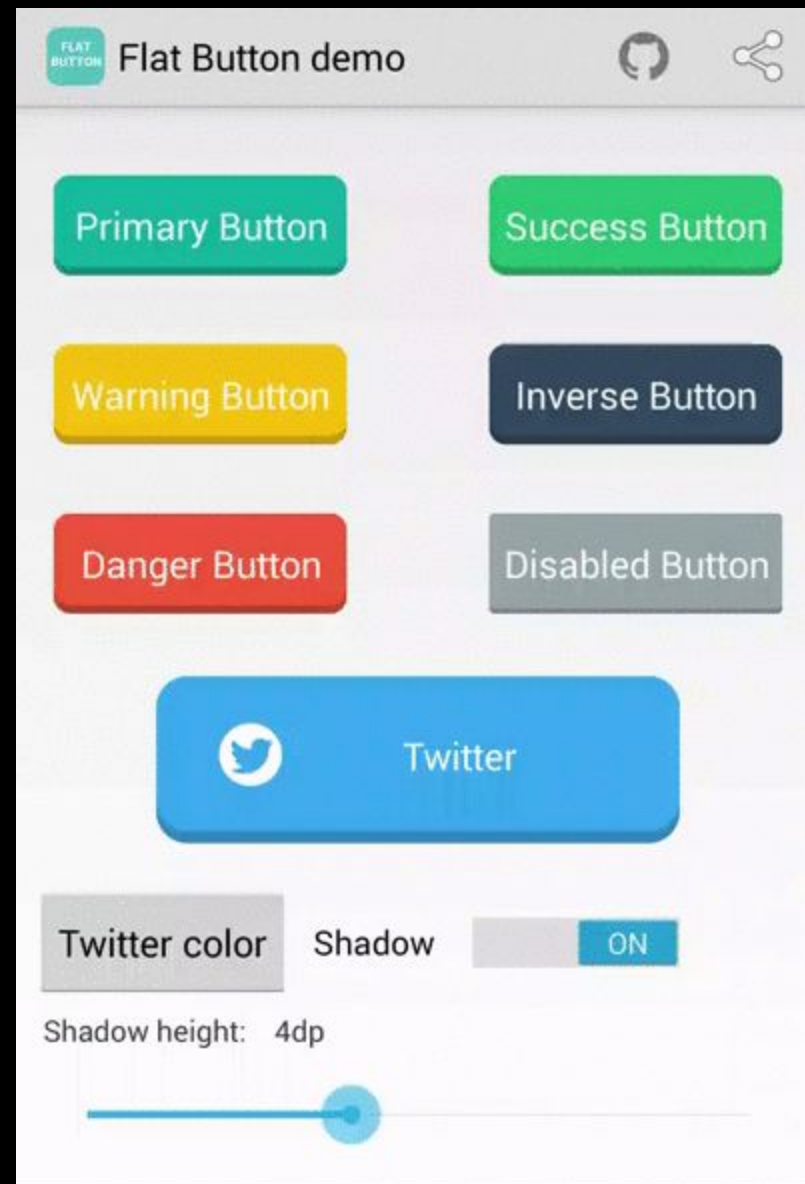 FLAT
BUTTON
Flat Button demo
Primary Button
Success Button
Warning Button
Inverse Button
Danger Button
Disabled Button
Twitter
Twitter color
Shadow
ON
Shadow height: 4dp